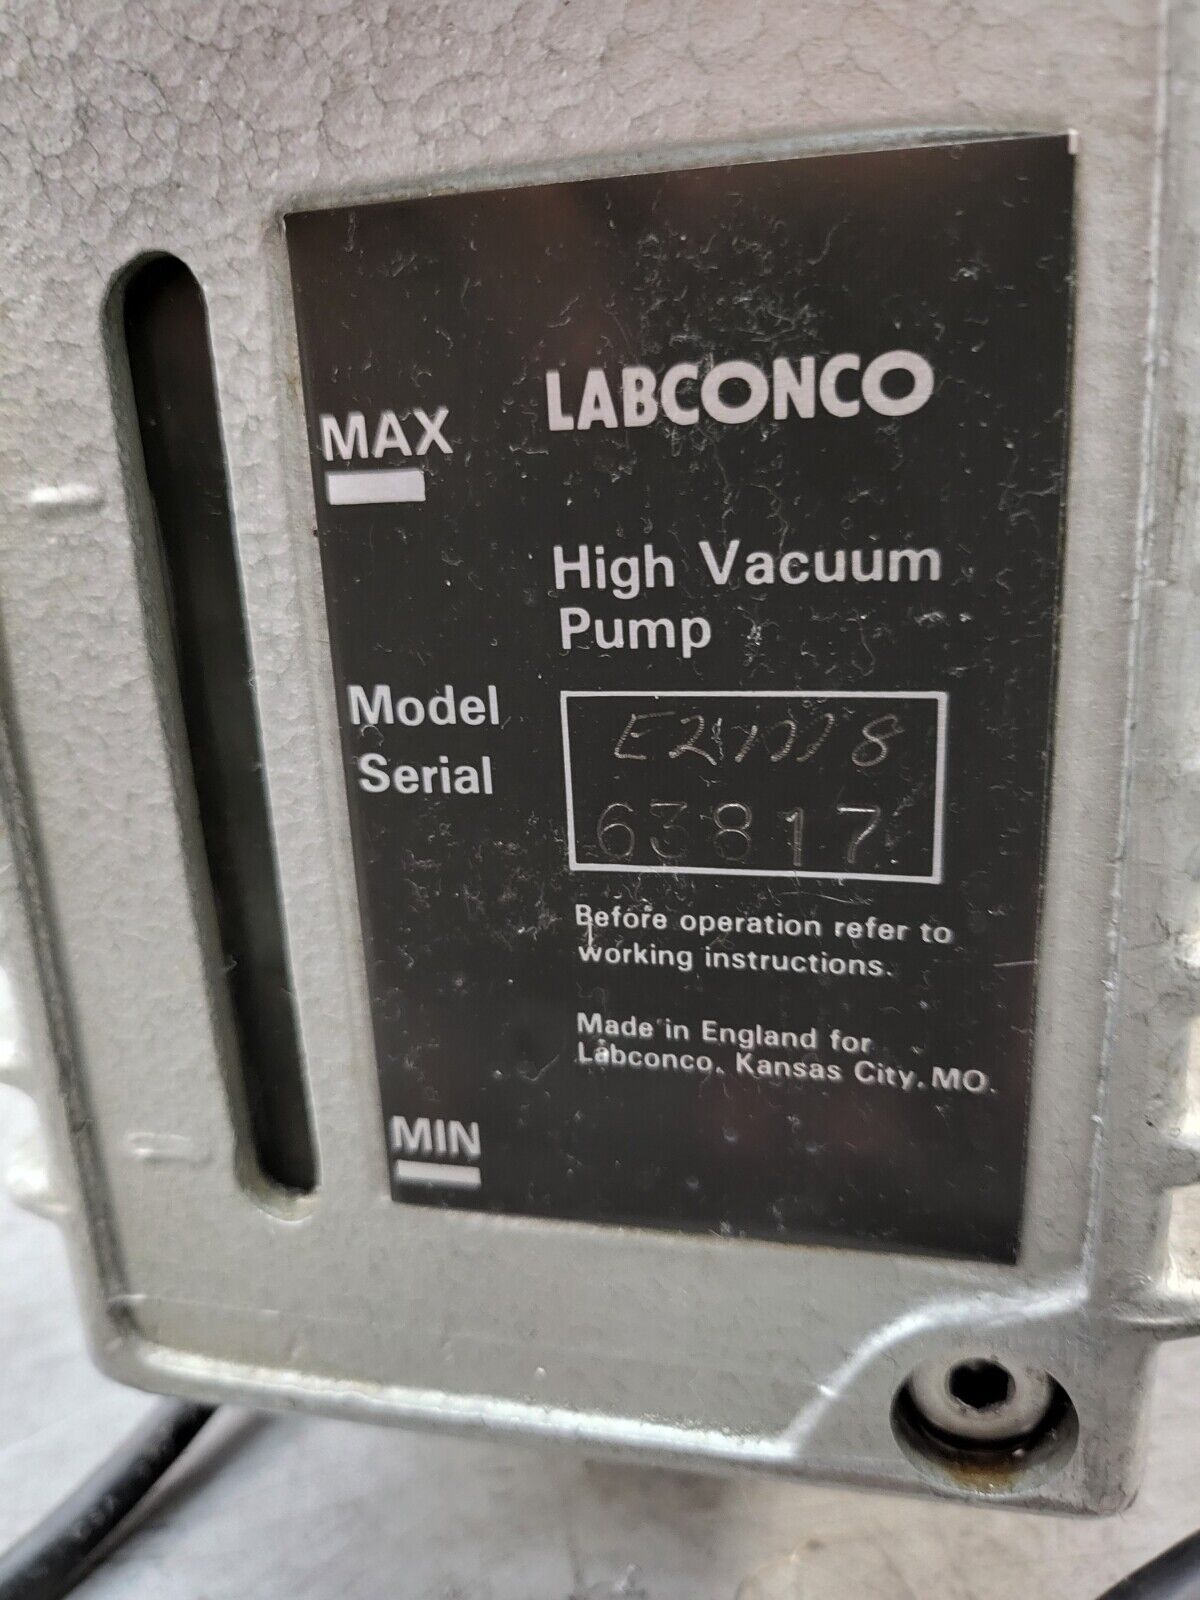 LABCONCO
MAX
High Vacuum
Pump
Model
Serial 63817
Before operation refer to
working instructions.
Made in England for
Labconco, Kansas City, MO.
MIN